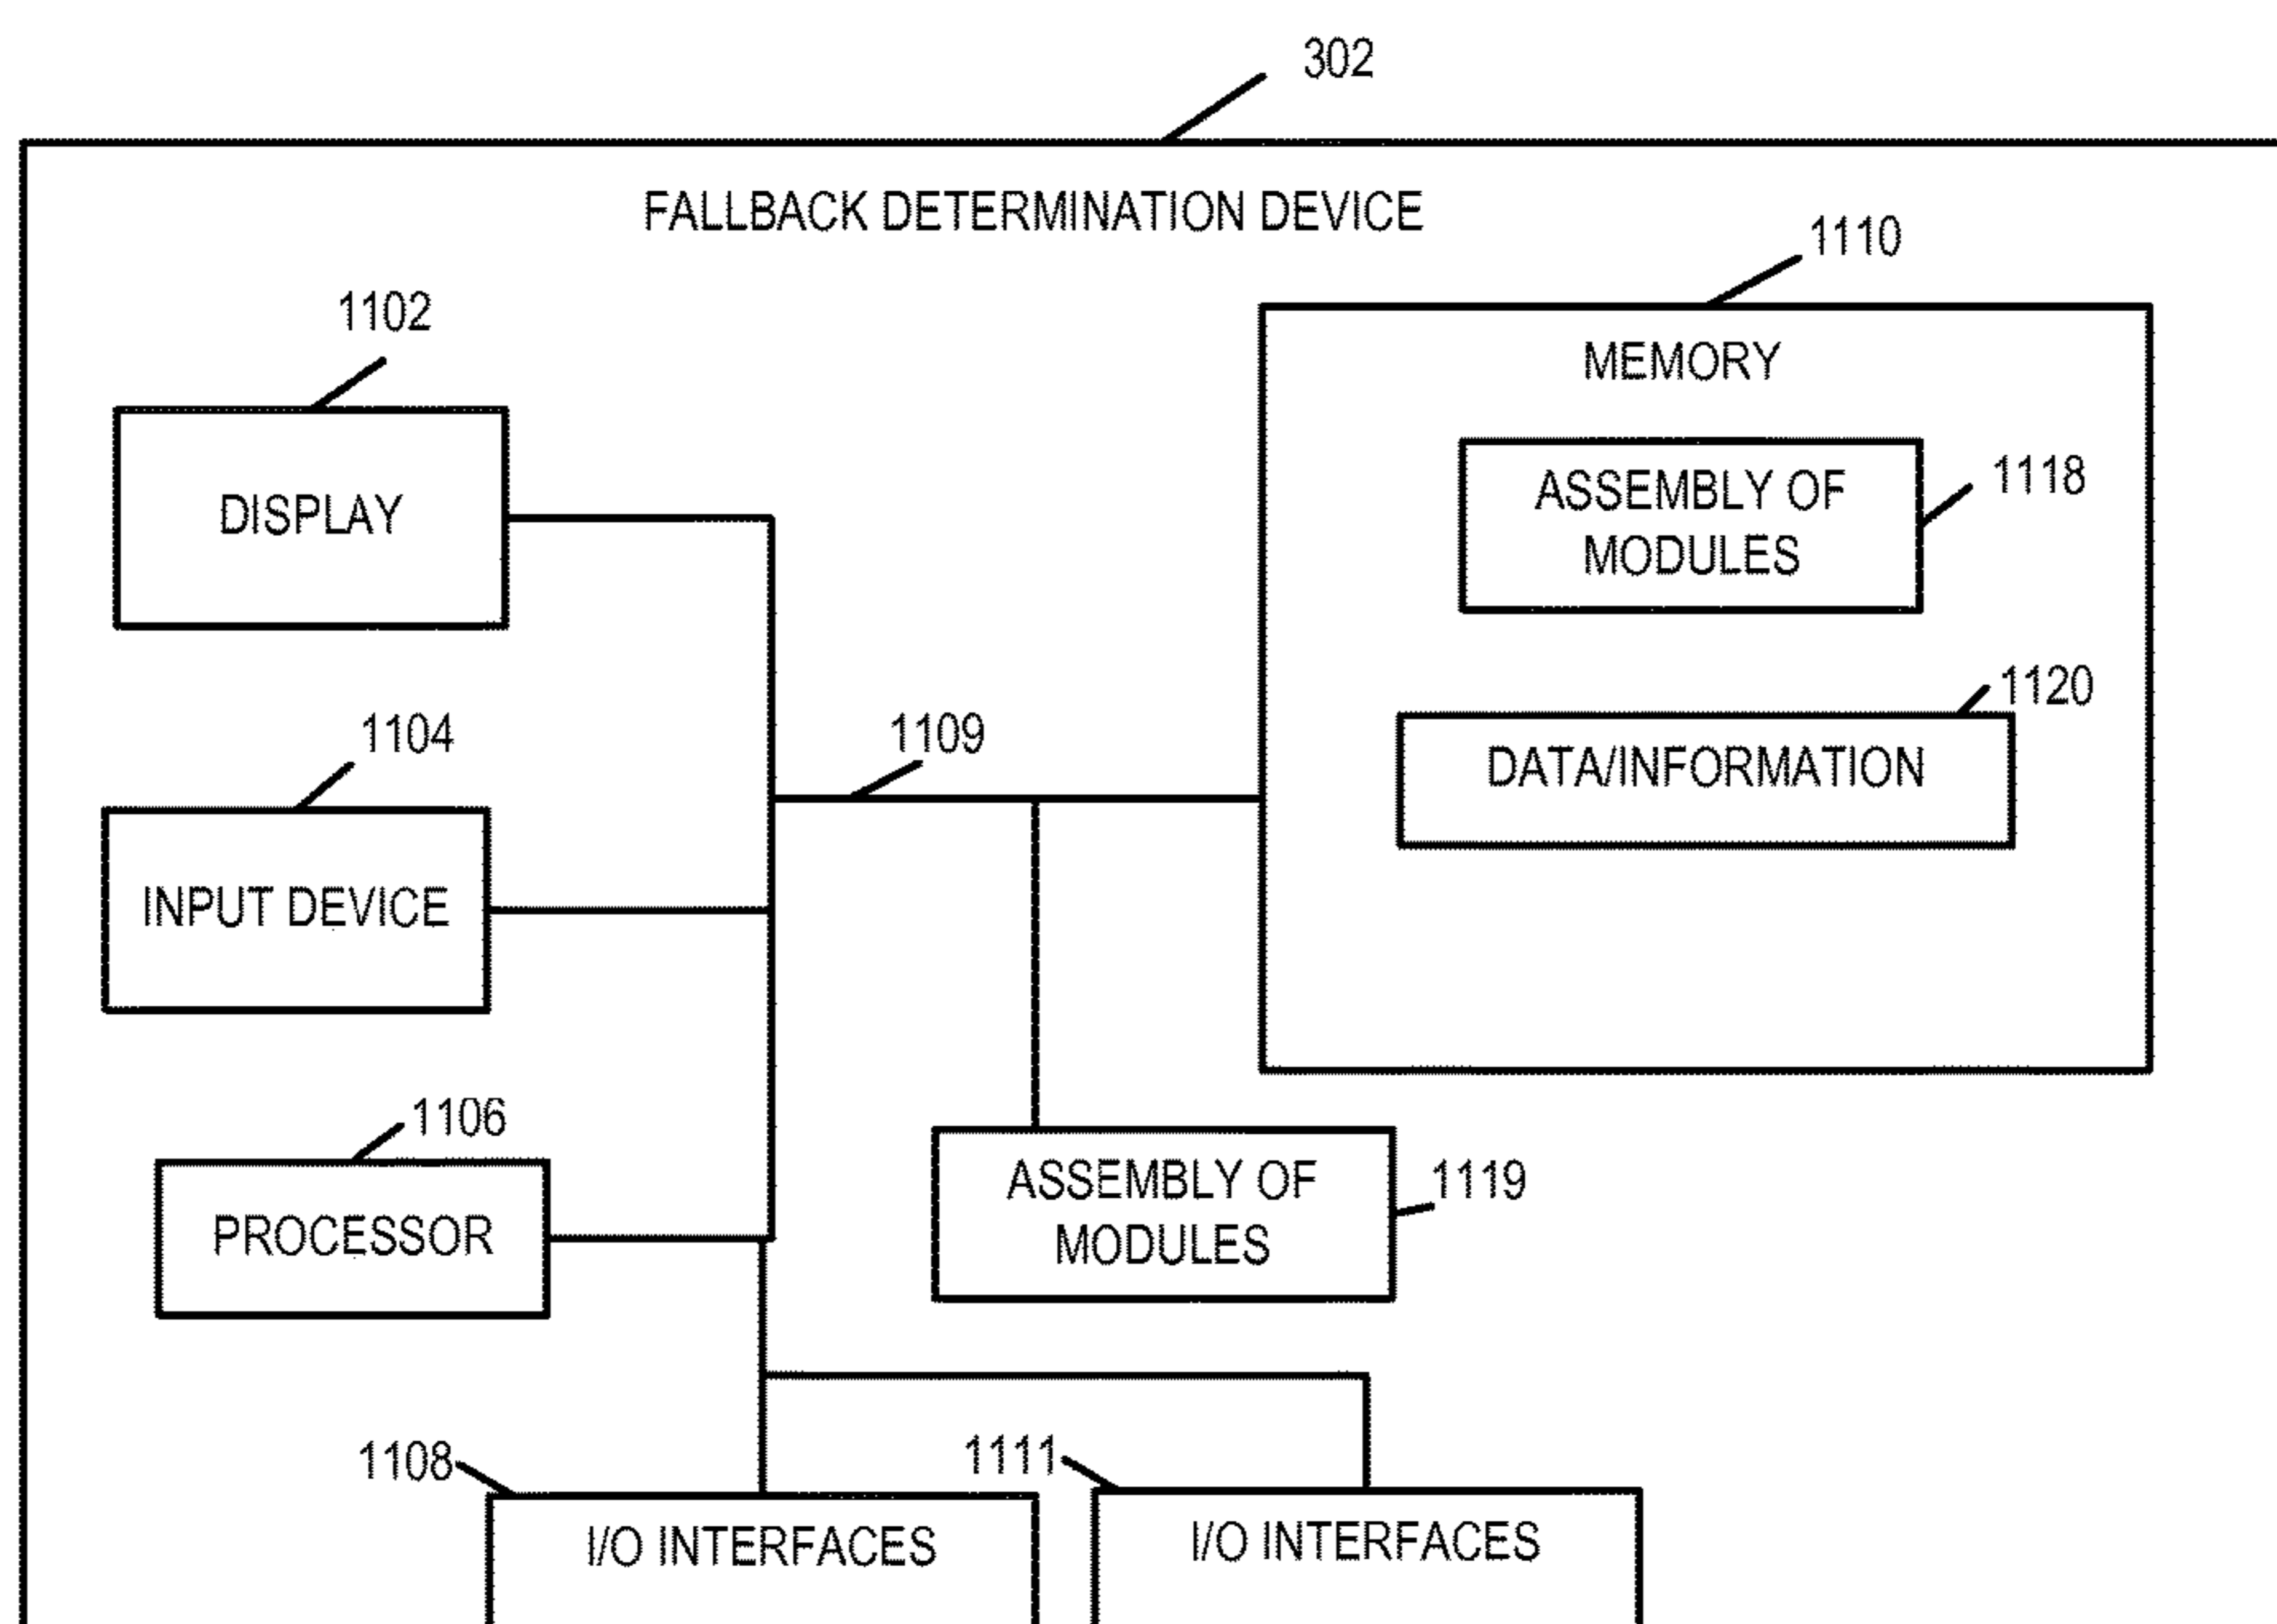 302
FALLBACK DETERMINATION DEVICE
1110
1102
MEMORY
ASSEMBLY OF
MODULES
1118
DISPLAY
1120
1104
1109
DATA/INFORMATION
INPUT DEVICE
1106
ASSEMBLY OF
MODULES
1119
PROCESSOR
1108
1111
I/O INTERFACES
I/O INTERFACES